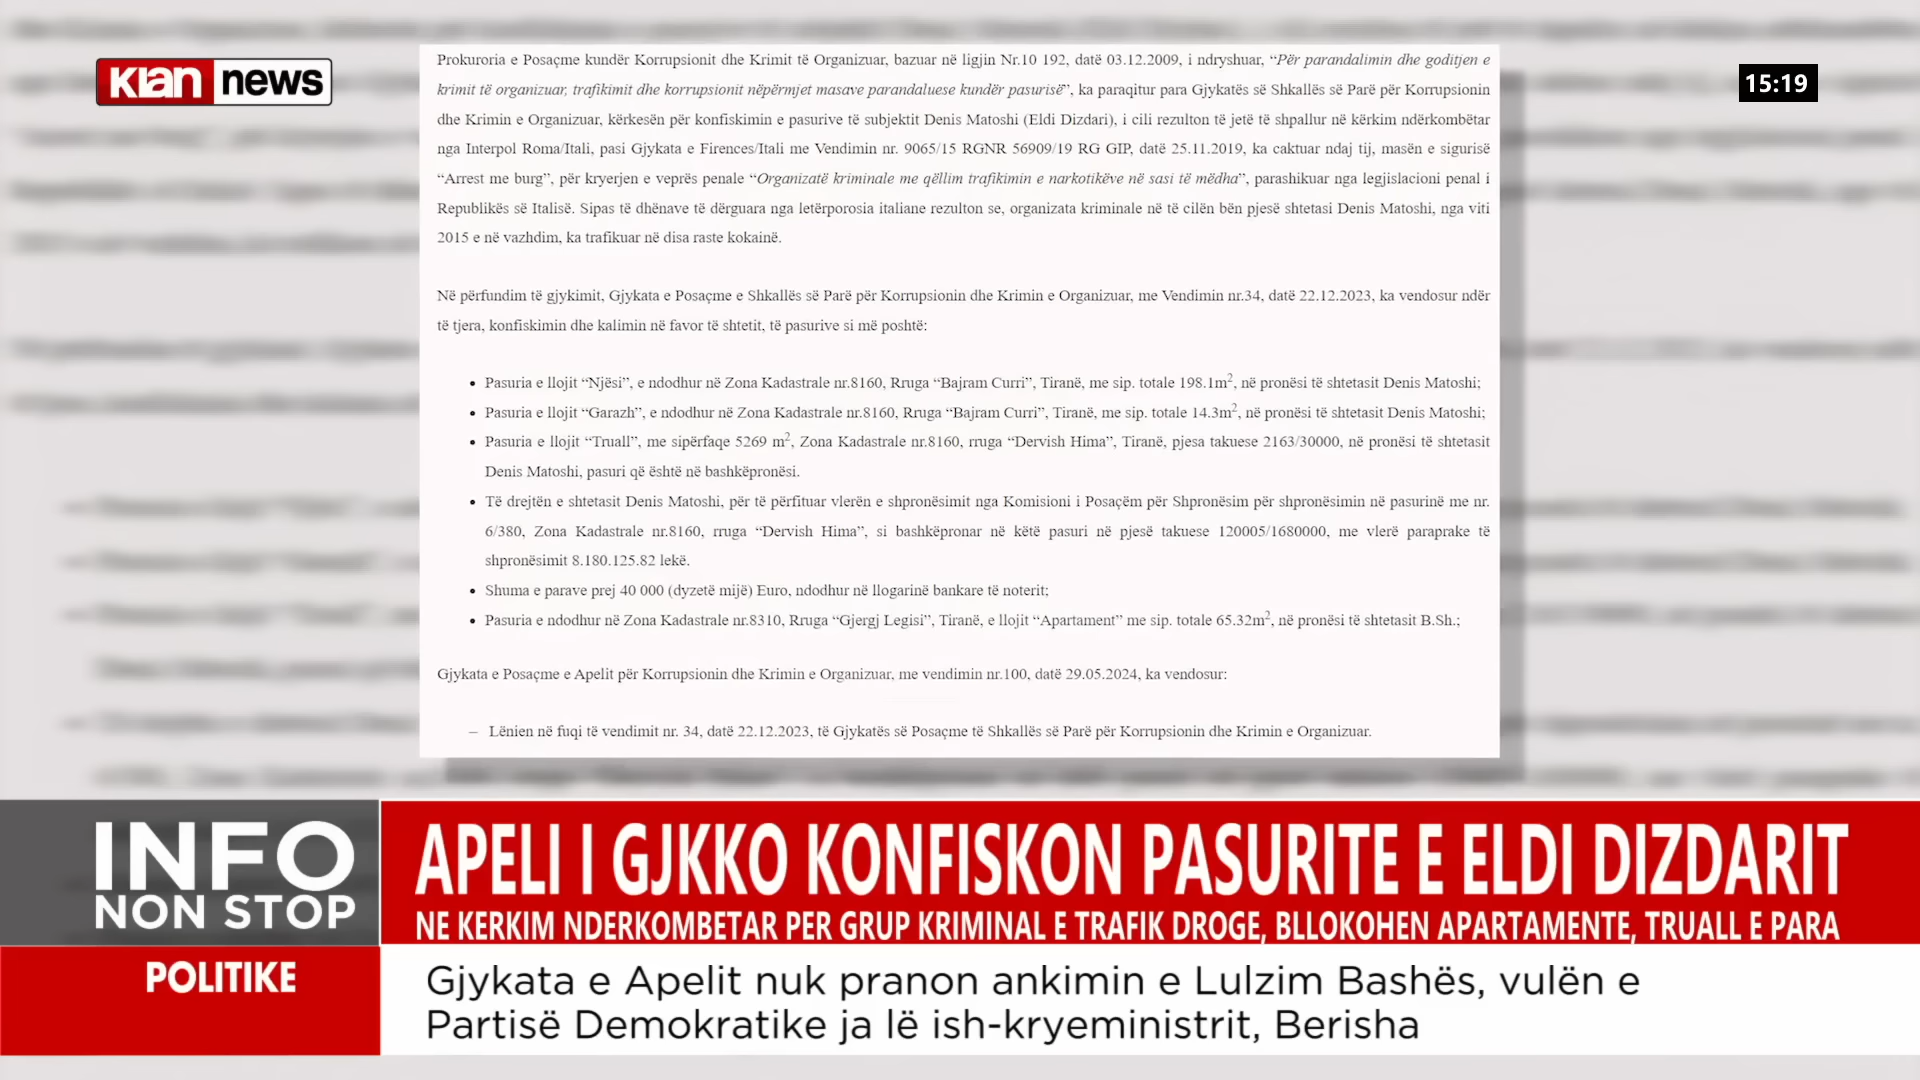 klan news
15:19
Prokuroria e Posaçme kundër Korrupsionit dhe Krimit të Organizuar, bazuar në ligjin Nr.10 192, datë 03.12.2009, i ndryshuar, “Për parandalimin dhe goditjen e
krimit të organizuar, trafikimit dhe korrupsionit nëpërmjet masave parandaluese kundër pasurisë”, ka paraqitur para Gjykatës së Shkallës së Parë për Korrupsionin
dhe Krimin e Organizuar, kërkesën për konfiskimin e pasurive të subjektit Denis Matoshi (Eldi Dizdari), i cili rezulton të jetë të shpallur në kërkim ndërkombëtar
nga Interpol Roma/Itali, pasi Gjykata e Firences/Itali me Vendimin nr. 9065/15 RGNR 56909/19 RG GIP, datë 25.11.2019, ka caktuar ndaj tij, masën e sigurisë
“Arrest me burg”, për kryerjen e veprës penale “Organizatë kriminale me qëllim trafikimin e narkotikëve në sasi të mëdha”, parashikuar nga legjislacioni penal i
Republikës së Italisë. Sipas të dhënave të dërguara nga letërporosia italiane rezulton se, organizata kriminale në të cilën bën pjesë shtetasi Denis Matoshi, nga viti
2015 e në vazhdim, ka trafikuar në disa raste kokainë.
Në përfundim të gjykimit, Gjykata e Posaçme e Shkallës së Parë për Korrupsionin dhe Krimin e Organizuar, me Vendimin nr.34, datë 22.12.2023, ka vendosur ndër
të tjera, konfiskimin dhe kalimin në favor të shtetit, të pasurive si më poshtë:
• Pasuria e llojit “Njësi”, e ndodhur në Zona Kadastrale nr.8160, Rruga “Bajram Curri”, Tiranë, me sip. totale 198.1m², në pronësi të shtetasit Denis Matoshi;
• Pasuria e llojit “Garazh”, e ndodhur në Zona Kadastrale nr.8160, Rruga “Bajram Curri”, Tiranë, me sip. totale 14.3m², në pronësi të shtetasit Denis Matoshi;
• Pasuria e llojit “Truall”, me sipërfaqe 5269 m², Zona Kadastrale nr.8160, rruga “Dervish Hima”, Tiranë, pjesa takuese 2163/30000, në pronësi të shtetasit
Denis Matoshi, pasuri që është në bashkëpronësi.
• Të drejtën e shtetasit Denis Matoshi, për të përfituar vlerën e shpronësimit nga Komisioni i Posaçëm për Shpronësim për shpronësimin në pasurinë me nr.
6/380, Zona Kadastrale nr.8160, rruga “Dervish Hima”, si bashkëpronar në këtë pasuri në pjesë takuese 120005/1680000, me vlerë paraprake të
shpronësimit 8.180.125.82 lekë.
• Shuma e parave prej 40 000 (dyzetë mijë) Euro, ndodhur në llogarinë bankare të noterit;
• Pasuria e ndodhur në Zona Kadastrale nr.8310, Rruga “Gjergj Legisi”, Tiranë, e llojit “Apartament” me sip. totale 65.32m², në pronësi të shtetasit B.Sh.;
Gjykata e Posaçme e Apelit për Korrupsionin dhe Krimin e Organizuar, me vendimin nr.100, datë 29.05.2024, ka vendosur:
– Lënien në fuqi të vendimit nr. 34, datë 22.12.2023, të Gjykatës së Posaçme të Shkallës së Parë për Korrupsionin dhe Krimin e Organizuar.
INFO
NON STOP
APELI I GJKKO KONFISKON PASURITE E ELDI DIZDARIT
NE KERKIM NDERKOMBETAR PER GRUP KRIMINAL E TRAFIK DROGE, BLLOKOHEN APARTAMENTE, TRUALL E PARA
POLITIKE
Gjykata e Apelit nuk pranon ankimin e Lulzim Bashës, vulën e
Partisë Demokratike ja lë ish-kryeministrit, Berisha